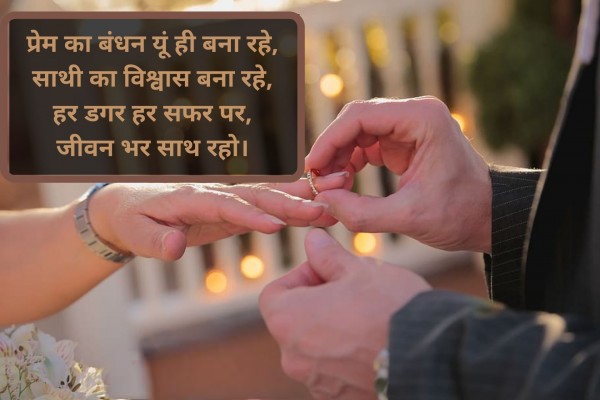 प्रेम का बंधन यूं ही बना रहे,
साथी का विश्वास बना रहे,
हर डगर हर सफर पर,
जीवन भर साथ रहो।